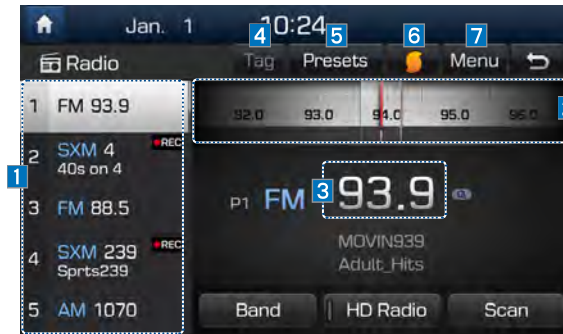 Jan. 1 10:24
4 5 6 7
Radio Tag Presets Menu
1 FM 93.9
92.0 93.0 94.0 95.0 96.0
2 SXM 4 REC
40s on 4
1
3 FM 88.5
P1 FM 3 93.9
4 SXM 239 REC
Sprts239
MOVIN939
Adult_Hits
5 AM 1070
Band HD Radio Scan